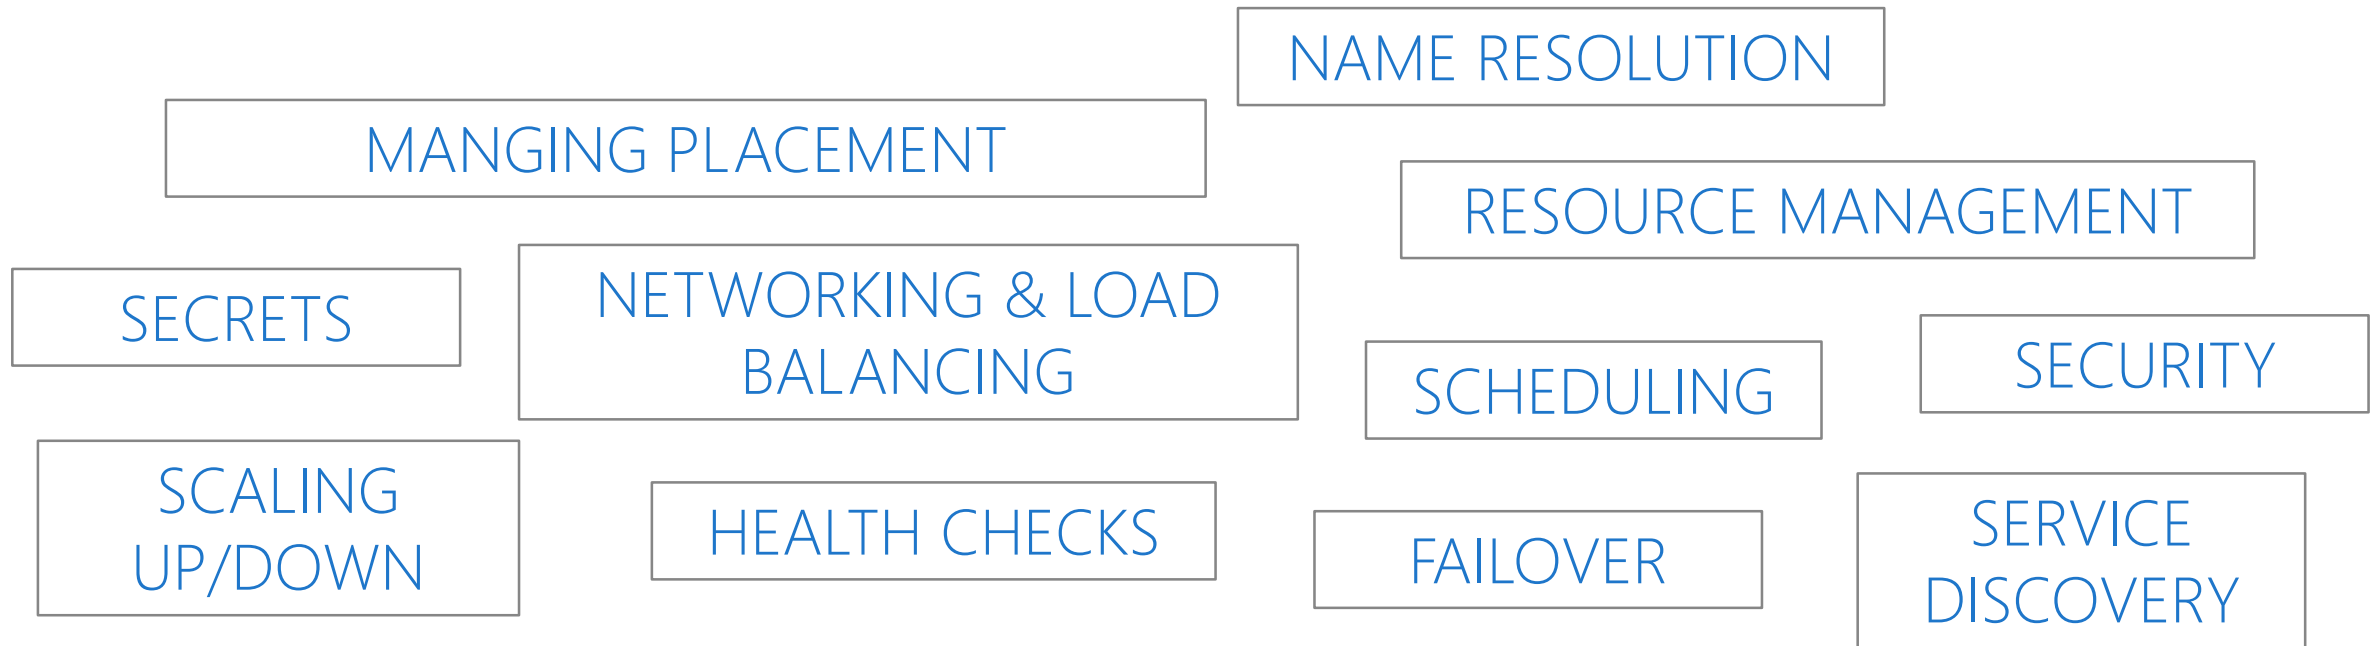 NAME RESOLUTION
MANGING PLACEMENT
RESOURCE MANAGEMENT
SECRETS
NETWORKING & LOAD
BALANCING
SCHEDULING
SECURITY
SCALING
UP/DOWN
HEALTH CHECKS
FAILOVER
SERVICE
DISCOVERY